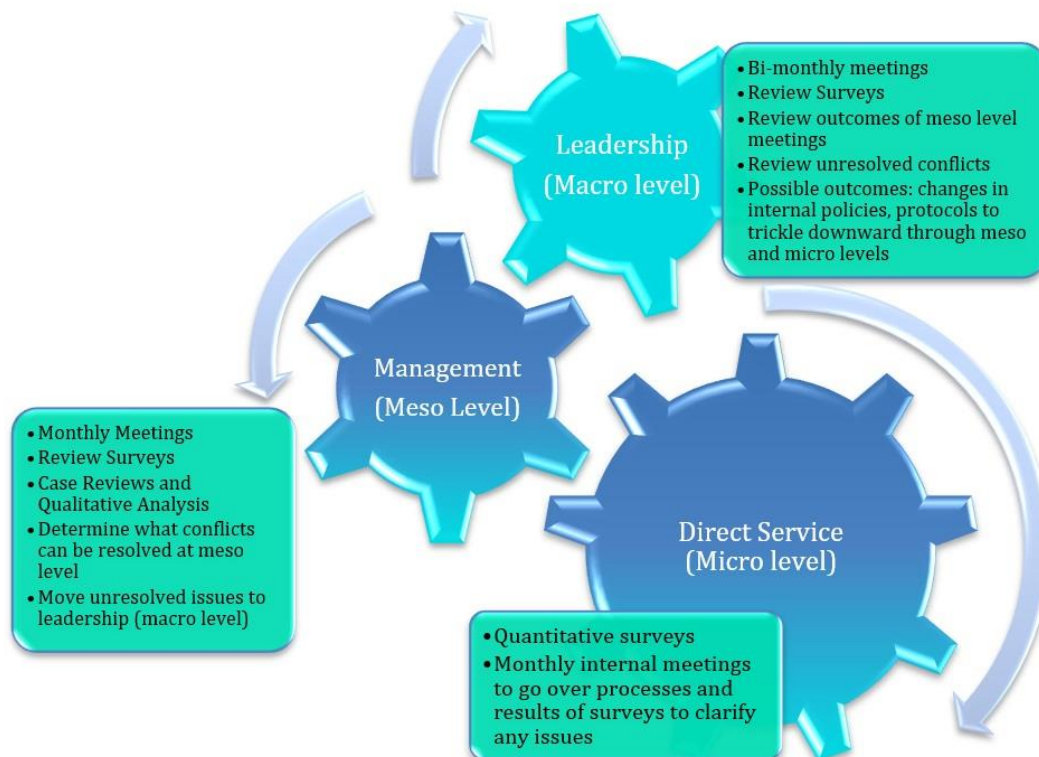 Leadership
(Macro level)
• Bi-monthly meetings
• Review Surveys
• Review outcomes of meso level
meetings
• Review unresolved conflicts
• Possible outcomes: changes in
internal policies, protocols to
trickle downward through meso
and micro levels
Management
(Meso Level)
• Monthly Meetings
• Review Surveys
• Case Reviews and
Qualitative Analysis
• Determine what conflicts
can be resolved at meso
level
• Move unresolved issues to
leadership (macro level)
Direct Service
(Micro level)
• Quantitative surveys
• Monthly internal meetings
to go over processes and
results of surveys to clarify
any issues